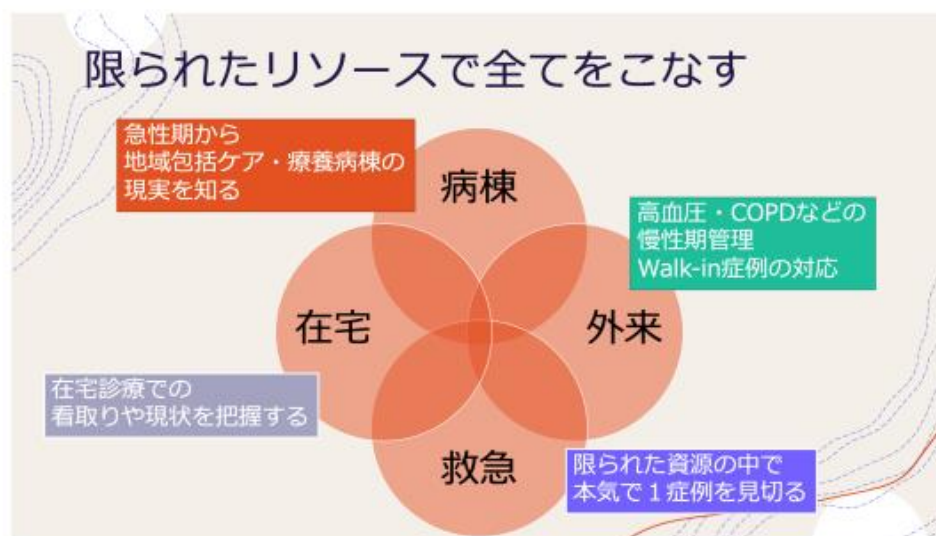 限られたリソースで全てをこなす
急性期から
地域包括ケア・療養病棟の
現実を知る
病棟
高血圧・COPDなどの
慢性期管理
Walk-in症例の対応
在宅
外来
在宅診療での
看取りや現状を把握する
救急
限られた資源の中で
本気で1症例を見切る